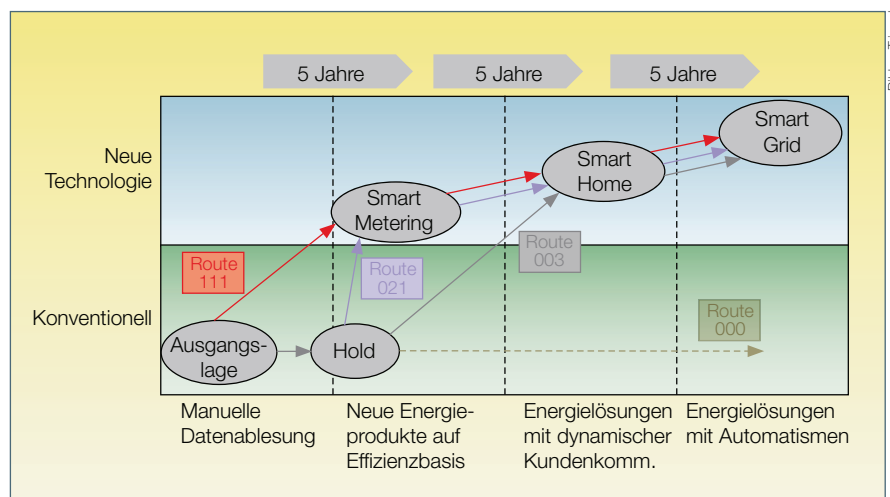 5 Jahre
5 Jahre
5 Jahre
Neue
Technologie
Smart
Grid
Smart
Home
Smart
Metering
Route
111
Route
021
Route
003
Route
000
Konventionell
Ausgangs-
lage
Hold
Manuelle
Datenablesung
Neue Energie-
produkte auf
Effizienzbasis
Energielösungen
mit dynamischer
Kundenkomm.
Energielösungen
mit Automatismen